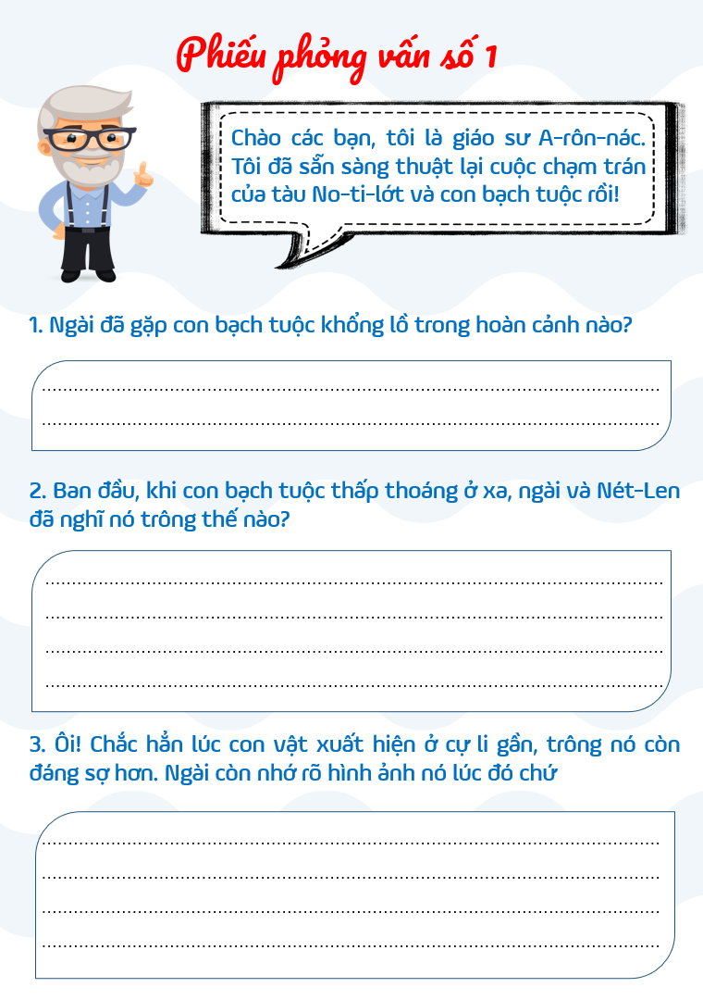 Phiếu phỏng vấn số 1
Chào các bạn, tôi là giáo sư A-rôn-nác.
Tôi đã sẵn sàng thuật lại cuộc chạm trán
của tàu No-ti-lớt và con bạch tuộc rồi!
1. Ngài đã gặp con bạch tuộc khổng lồ trong hoàn cảnh nào?
2. Ban đầu, khi con bạch tuộc thấp thoáng ở xa, ngài và Nét-Len
đã nghĩ nó trông thế nào?
3. Ôi! Chắc hẳn lúc con vật xuất hiện ở cự li gần, trông nó còn
đáng sợ hơn. Ngài còn nhớ rõ hình ảnh nó lúc đó chứ